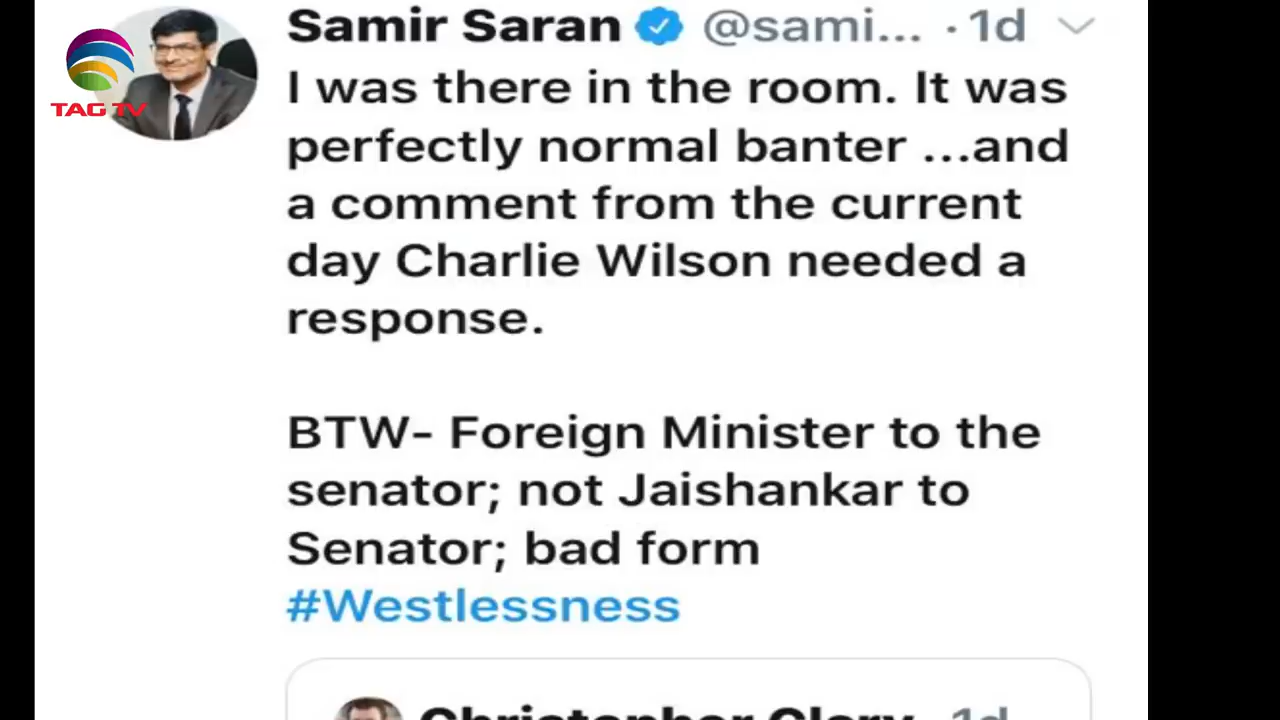 Samir Saran @sami... · 1d
TAG TV
I was there in the room. It was
perfectly normal banter ...and
a comment from the current
day Charlie Wilson needed a
response.
BTW- Foreign Minister to the
senator; not Jaishankar to
Senator; bad form
#Westlessness
Christopher Clary 1d